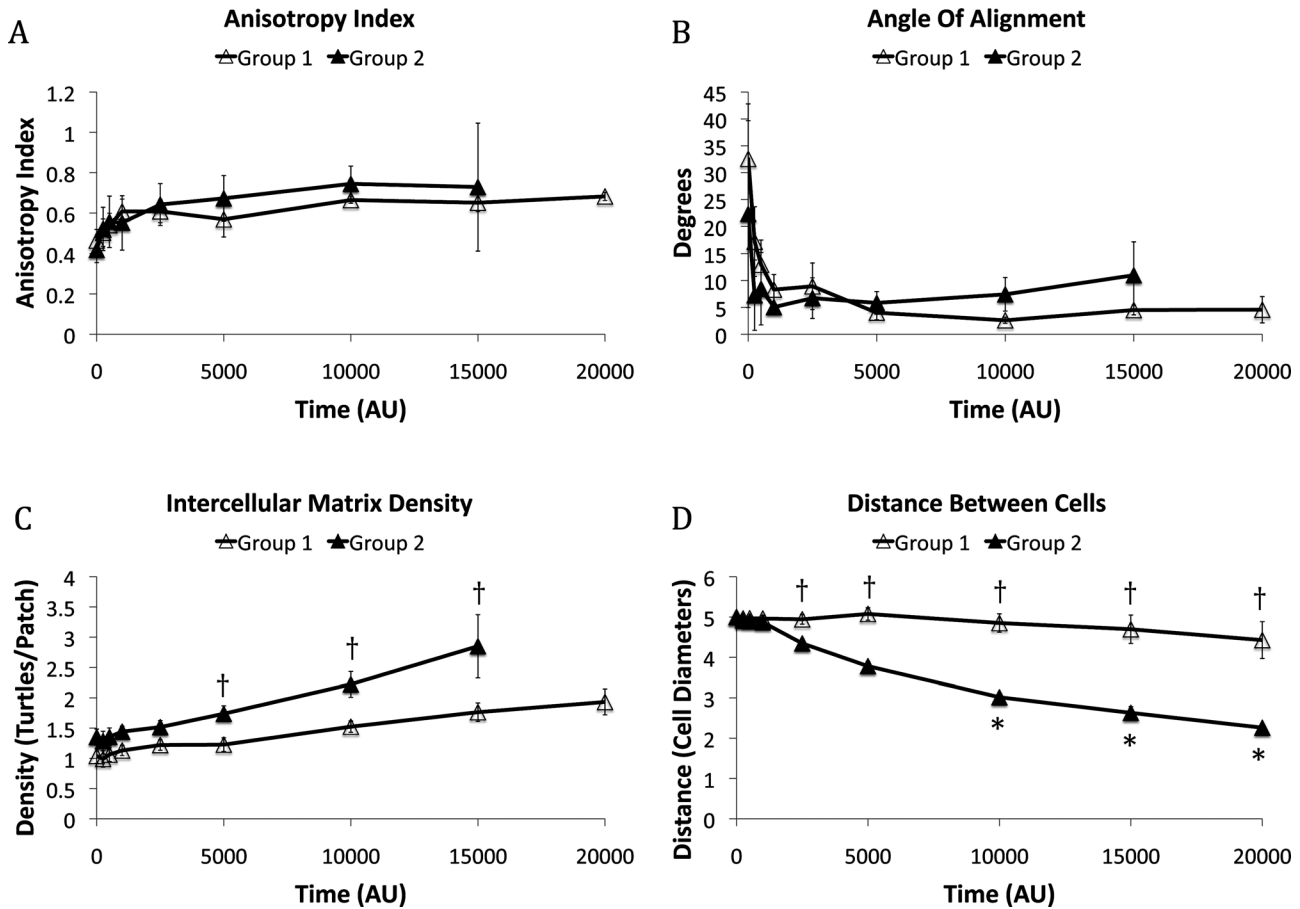 A
Anisotropy Index
Group 1 Group 2
Anisotropy Index
1.2
1
0.8
0.6
0.4
0.2
0
0 5000 10000 15000 20000
Time (AU)
B
Angle Of Alignment
Group 1 Group 2
Degrees
45
40
35
30
25
20
15
10
5
0
0 5000 10000 15000 20000
Time (AU)
C
Intercellular Matrix Density
Group 1 Group 2
Density (Turtles/Patch)
4
3.5
3
2.5
2
1.5
1
0.5
0
† † †
0 5000 10000 15000 20000
Time (AU)
D
Distance Between Cells
Group 1 Group 2
Distance (Cell Diameters)
6
5
4
3
2
1
0
† † † † †
* * *
0 5000 10000 15000 20000
Time (AU)